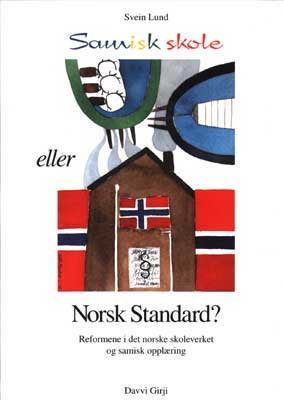 Svein Lund
Samisk skole
eller
§
Norsk Standard?
Reformene i det norske skoleverket
og samisk opplæring
Davvi Girji